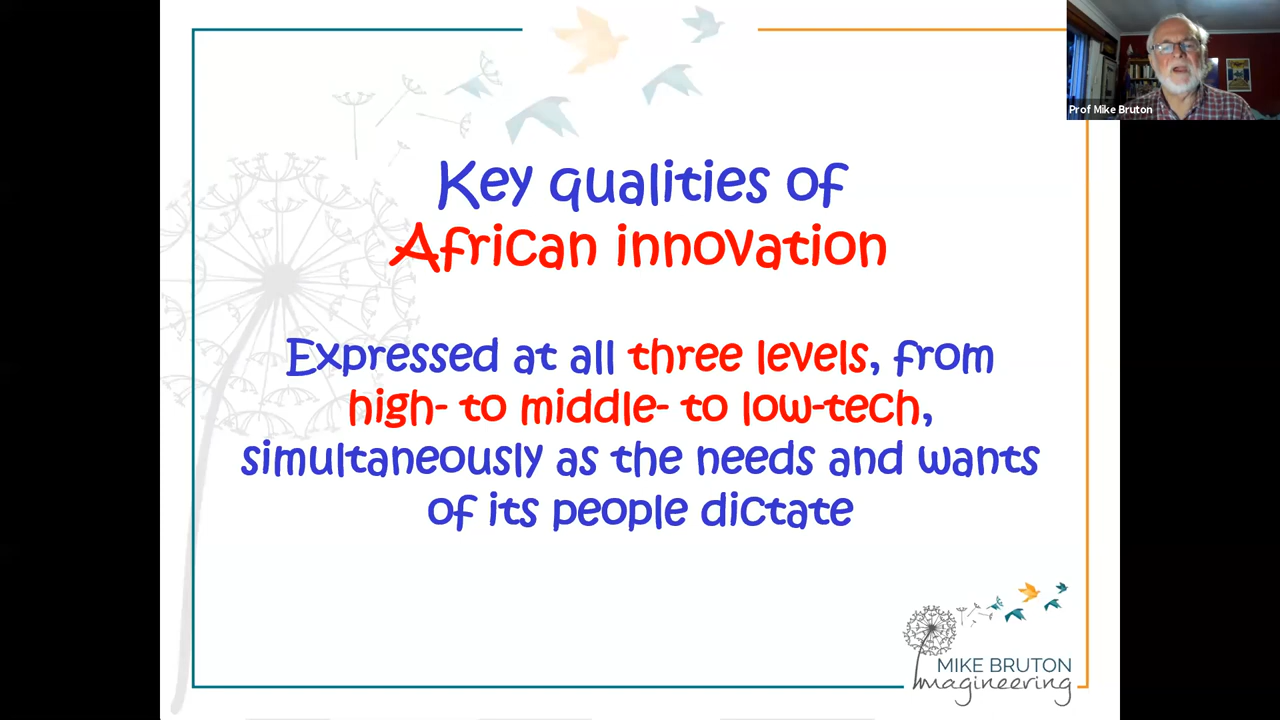 Prof Mike Bruton
Key qualities of
African innovation
Expressed at all three levels, from
high- to middle- to low-tech,
simultaneously as the needs and wants
of its people dictate
MIKE BRUTON
Imagineering